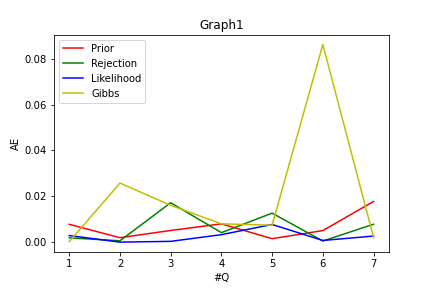 Graph1
Prior
Rejection
Likelihood
Gibbs
AE
0.08
0.06
0.04
0.02
0.00
1 2 3 4 5 6 7
#Q